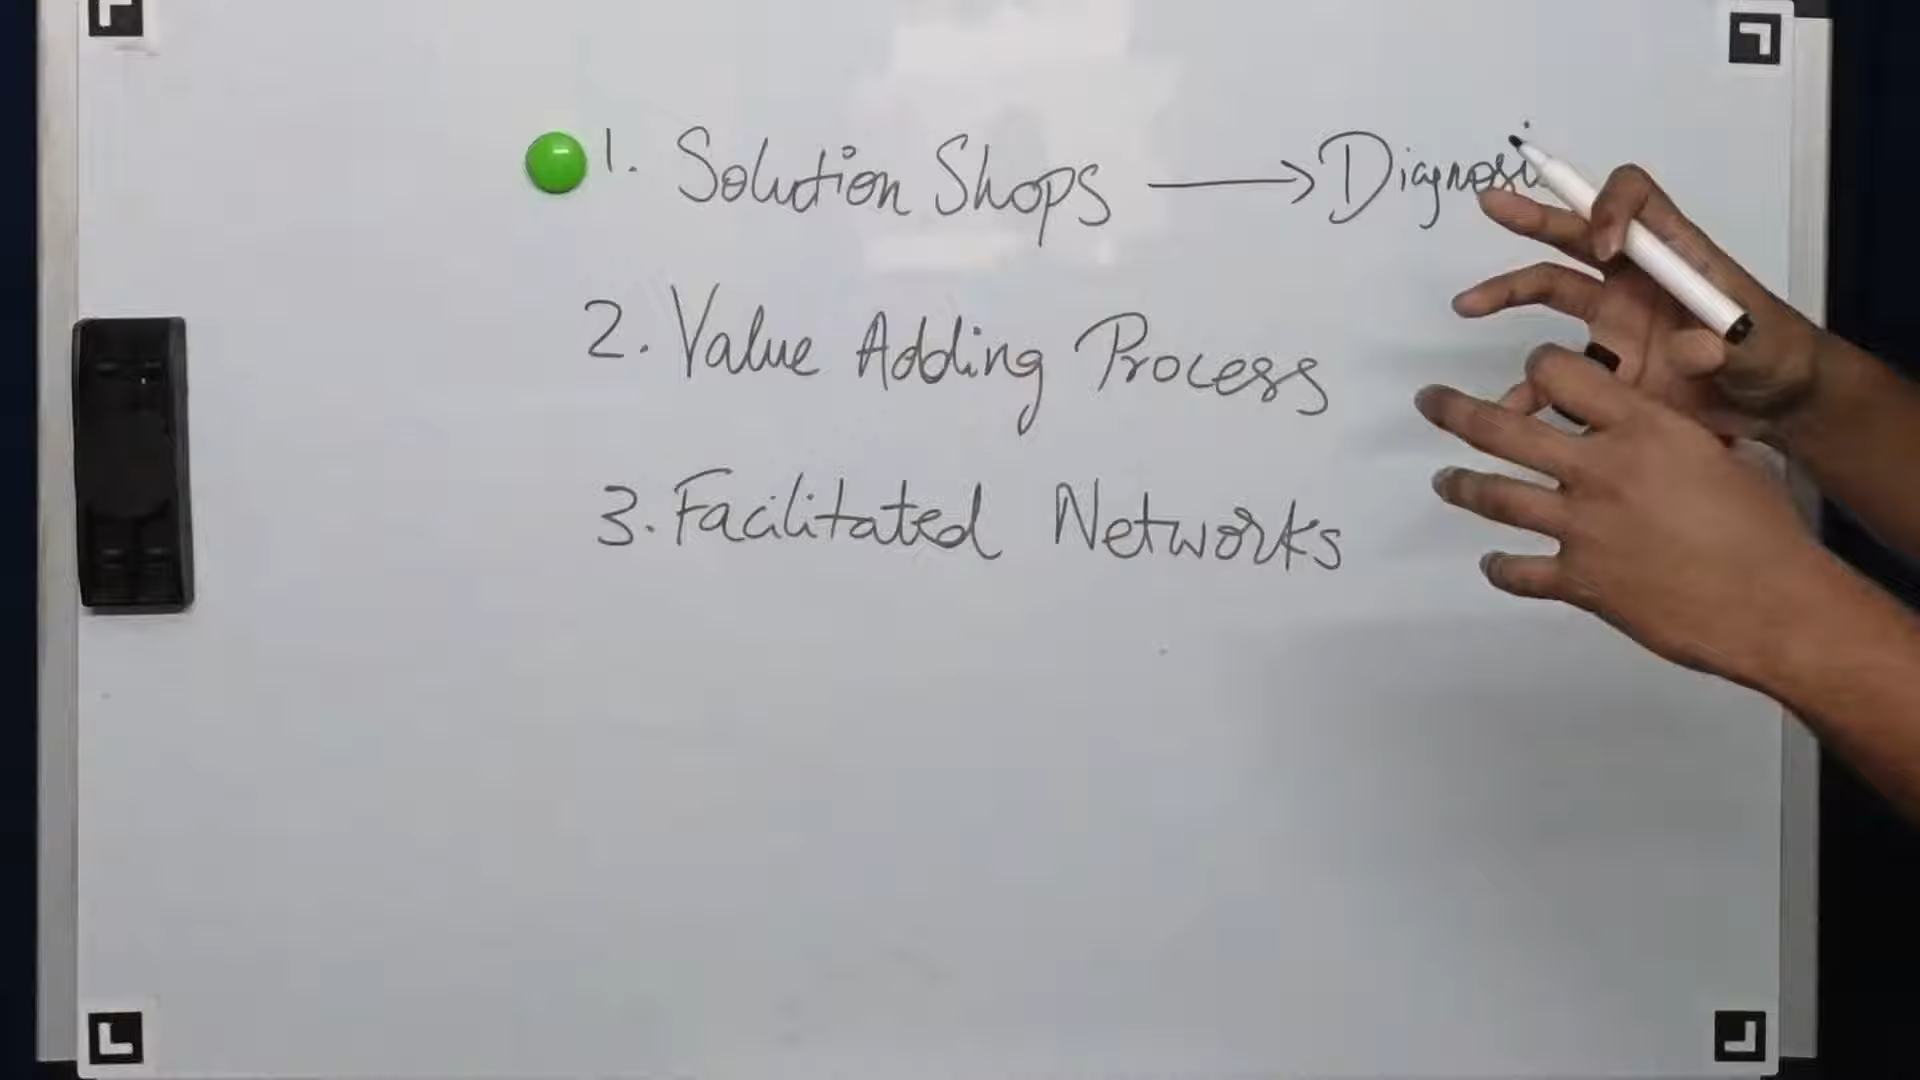 1. Solution Shops → Diagnosi
2. Value Adding Process
3. Facilitated Networks